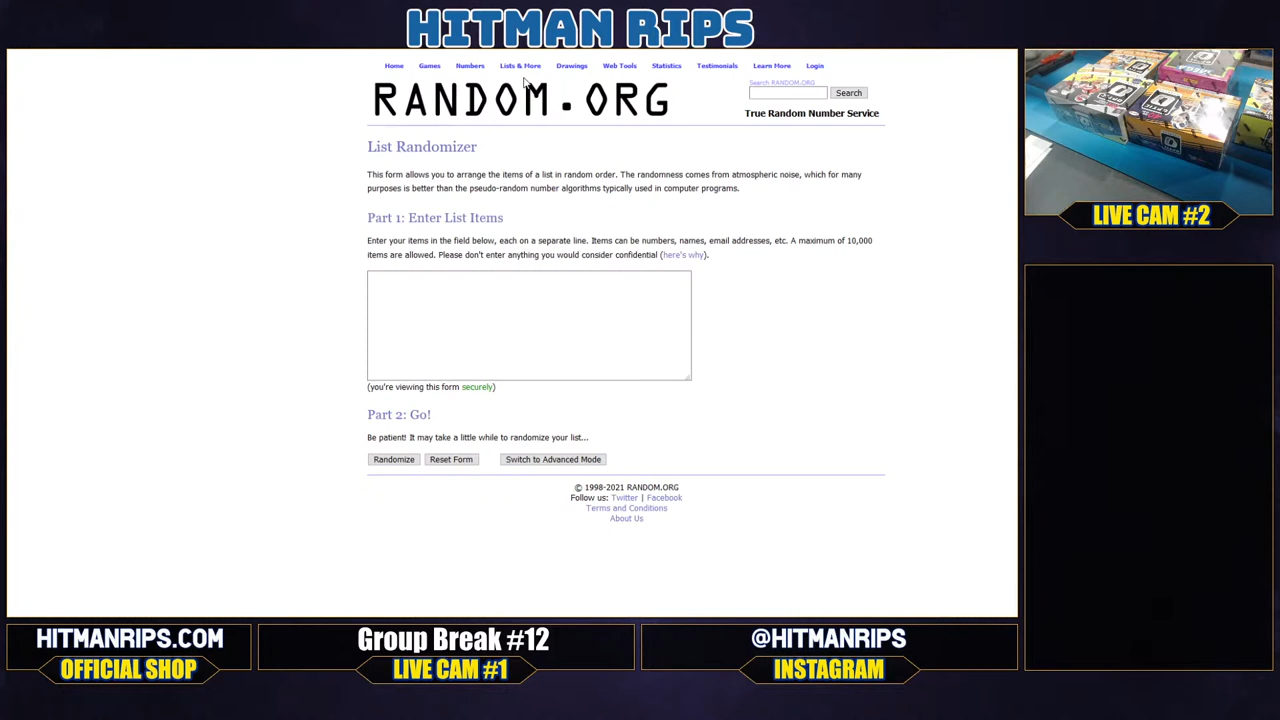 HITMAN RIPS
Home Games Numbers Lists & More Drawings Web Tools Statistics Testimonials Learn More Login
RANDOM.ORG
Search RANDOM.ORG
Search
True Random Number Service
List Randomizer
This form allows you to arrange the items of a list in random order. The randomness comes from atmospheric noise, which for many
purposes is better than the pseudo-random number algorithms typically used in computer programs.
Part 1: Enter List Items
Enter your items in the field below, each on a separate line. Items can be numbers, names, email addresses, etc. A maximum of 10,000
items are allowed. Please don't enter anything you would consider confidential (here's why).
(you're viewing this form securely)
Part 2: Go!
Be patient! It may take a little while to randomize your list...
Randomize Reset Form Switch to Advanced Mode
© 1998-2021 RANDOM.ORG
Follow us: Twitter | Facebook
Terms and Conditions
About Us
OPTIC
OPTIC
LIVE CAM #2
HITMANRIPS.COM
OFFICIAL SHOP
Group Break #12
LIVE CAM #1
@HITMANRIPS
INSTAGRAM